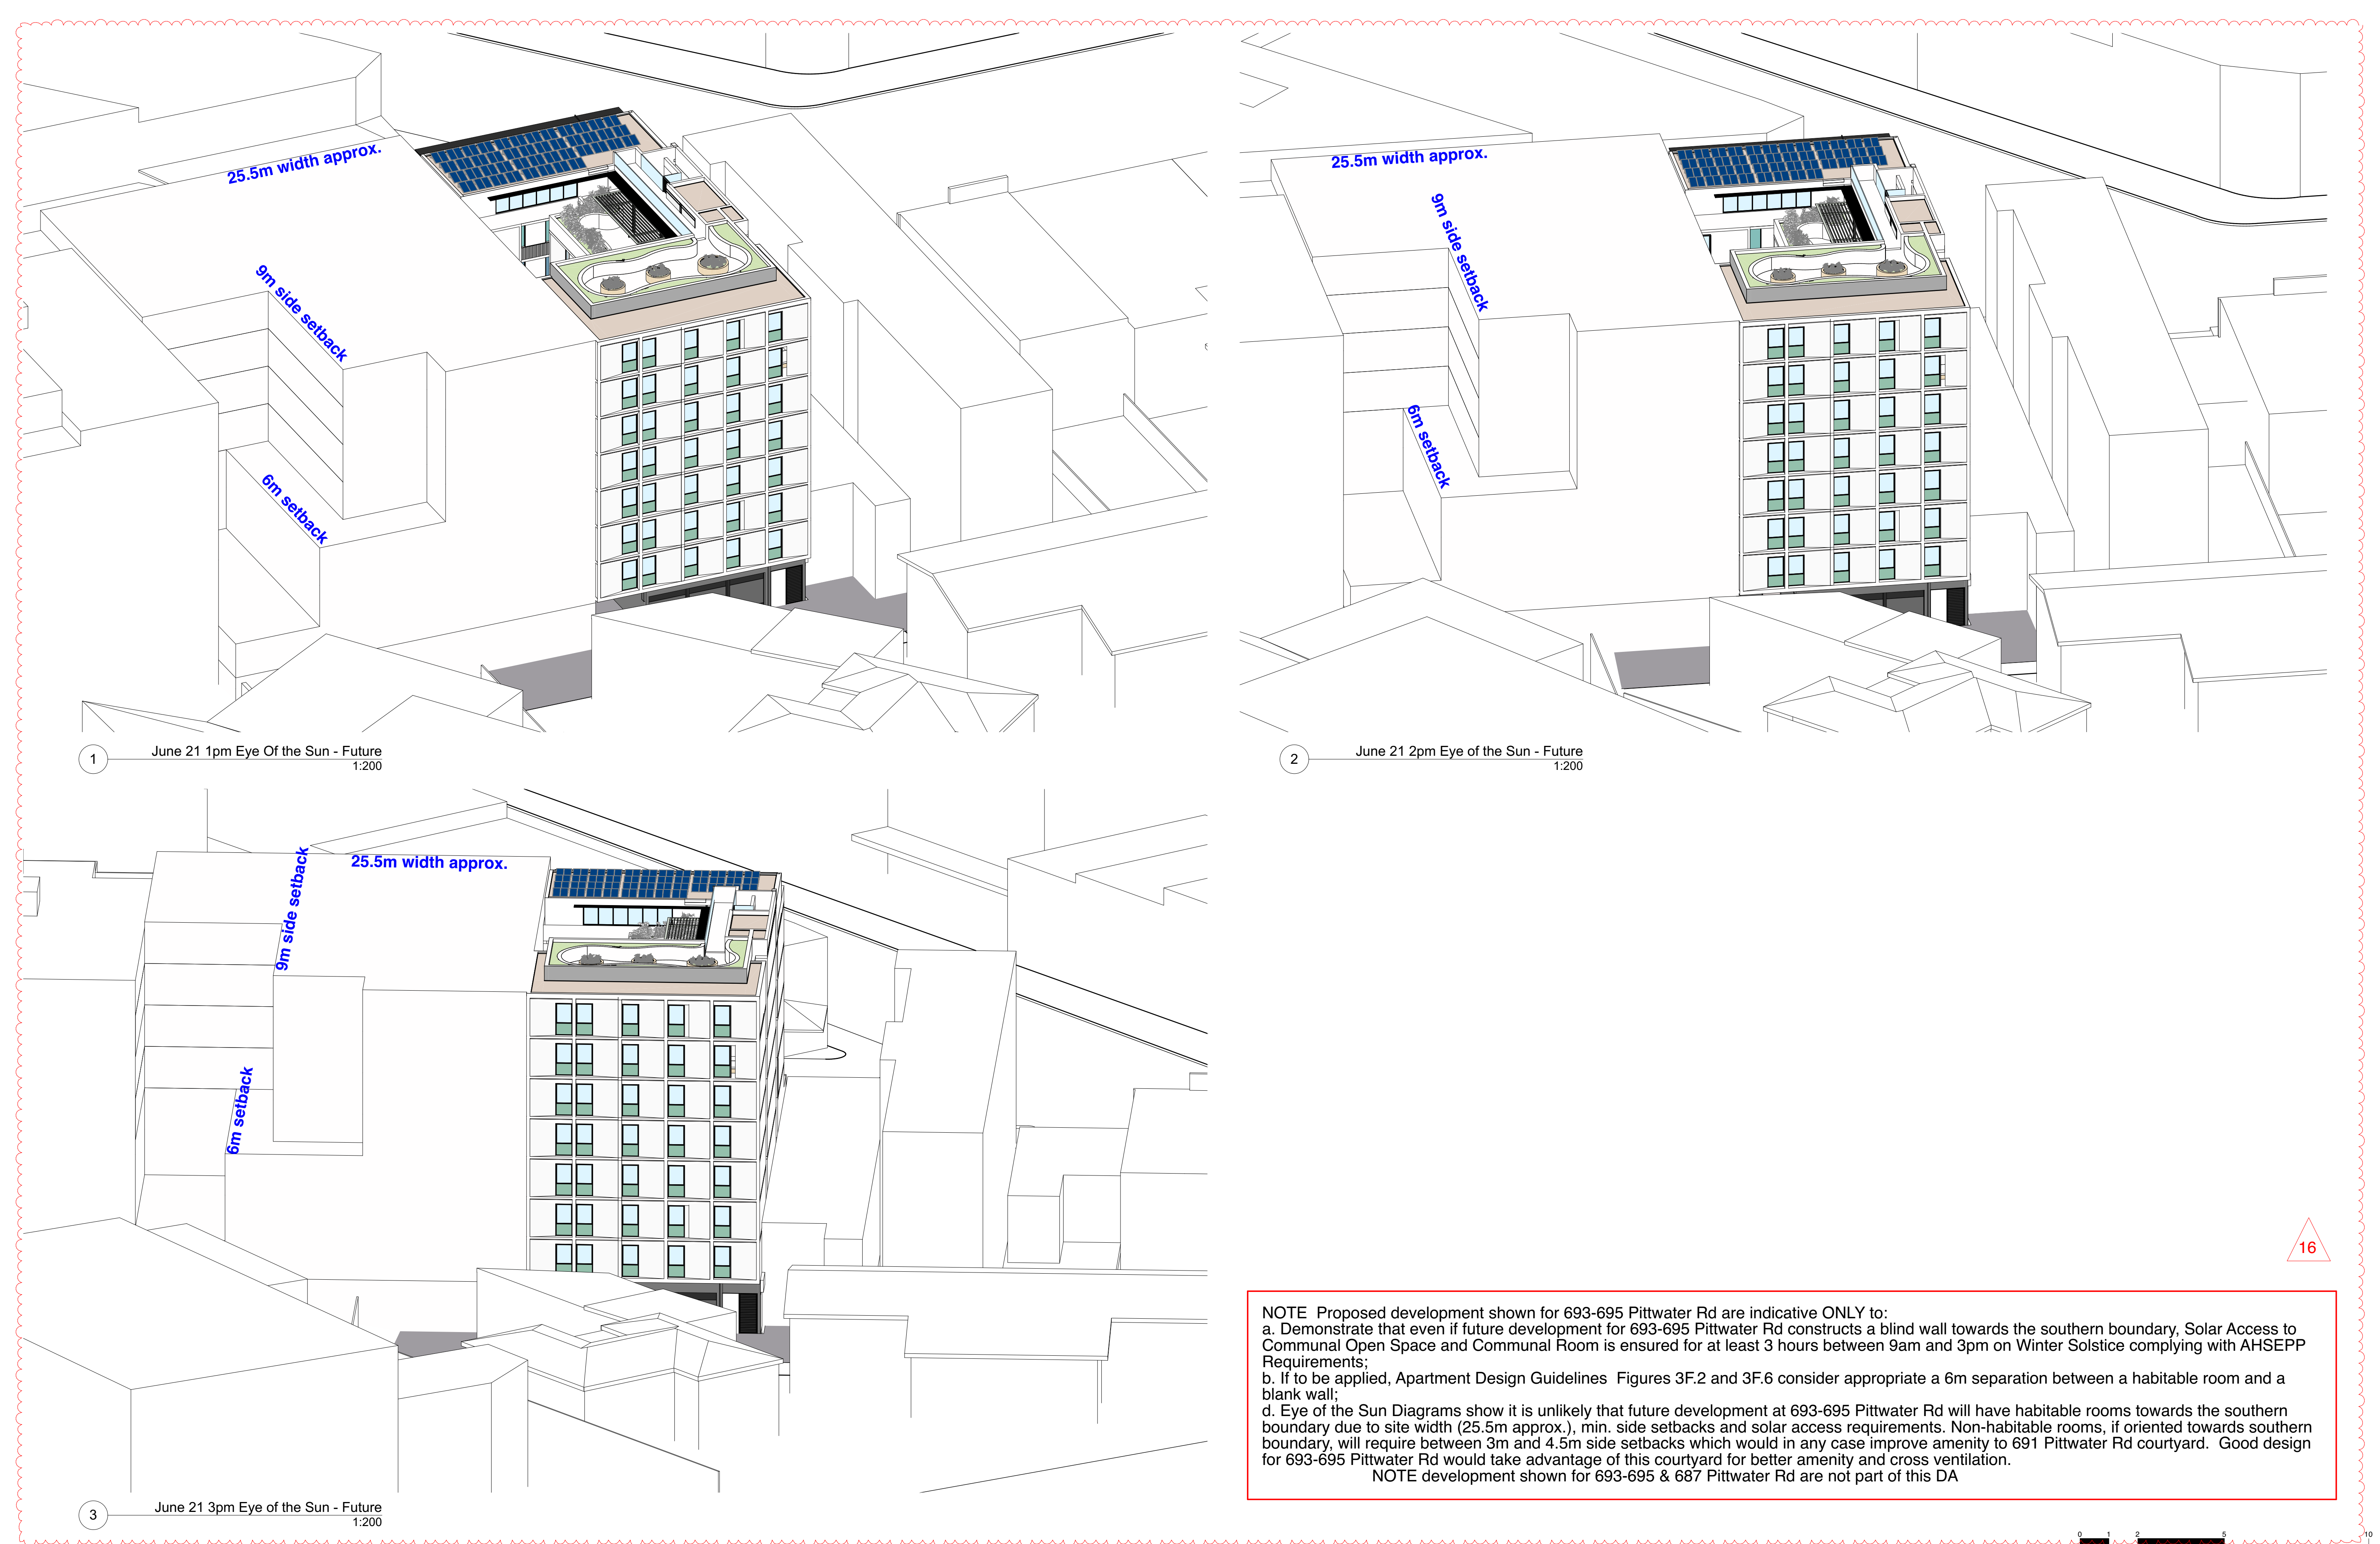 25.5m width approx.
9m side setback
6m setback
1
June 21 1pm Eye Of the Sun - Future
1:200
25.5m width approx.
9m side setback
6m setback
2
June 21 2pm Eye of the Sun - Future
1:200
25.5m width approx.
9m side setback
6m setback
3
June 21 3pm Eye of the Sun - Future
1:200
16
NOTE Proposed development shown for 693-695 Pittwater Rd are indicative ONLY to:
a. Demonstrate that even if future development for 693-695 Pittwater Rd constructs a blind wall towards the southern boundary, Solar Access to
Communal Open Space and Communal Room is ensured for at least 3 hours between 9am and 3pm on Winter Solstice complying with AHSEPP
Requirements;
b. If to be applied, Apartment Design Guidelines Figures 3F.2 and 3F.6 consider appropriate a 6m separation between a habitable room and a
blank wall;
d. Eye of the Sun Diagrams show it is unlikely that future development at 693-695 Pittwater Rd will have habitable rooms towards the southern
boundary due to site width (25.5m approx.), min. side setbacks and solar access requirements. Non-habitable rooms, if oriented towards southern
boundary, will require between 3m and 4.5m side setbacks which would in any case improve amenity to 691 Pittwater Rd courtyard. Good design
for 693-695 Pittwater Rd would take advantage of this courtyard for better amenity and cross ventilation.
NOTE development shown for 693-695 & 687 Pittwater Rd are not part of this DA
0 1 2 5 10